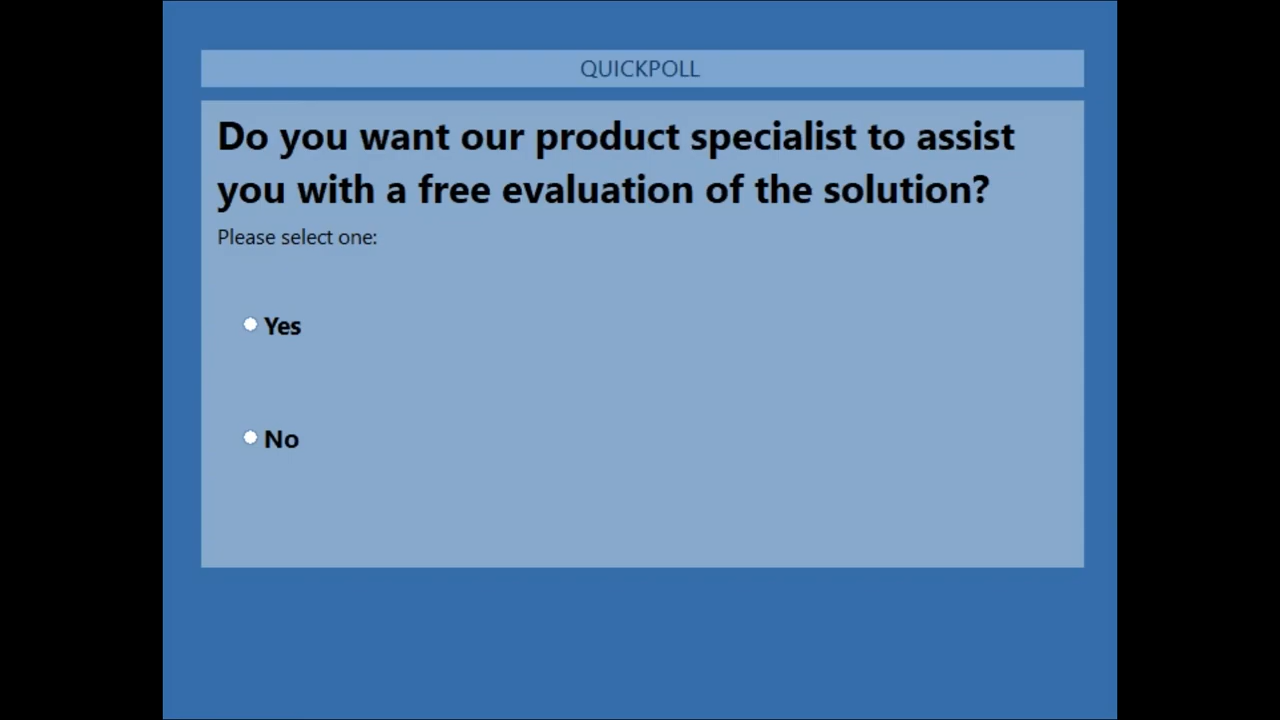 QUICKPOLL
Do you want our product specialist to assist
you with a free evaluation of the solution?
Please select one:
Yes
No